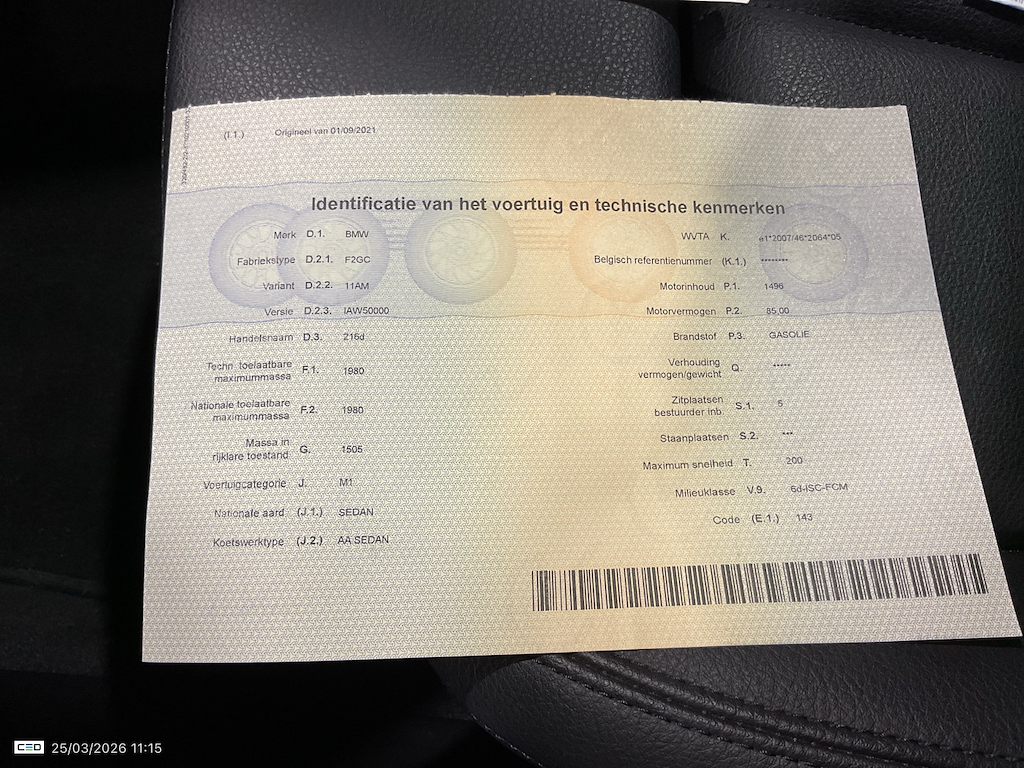 (I.1.) Origineel van 01/09/2021
Identificatie van het voertuig en technische kenmerken
Merk D.1. BMW
Fabriekstype D.2.1. F2GC
Variant D.2.2. 11AM
Versie D.2.3. IAW50000
Handelsnaam D.3. 216d
Techn. toelaatbare
maximummassa F.1. 1980
Nationale toelaatbare
maximummassa F.2. 1980
Massa in
rijklare toestand G. 1505
Voertuigcategorie J. M1
Nationale aard (J.1.) SEDAN
Koetswerktype (J.2.) AA SEDAN
WVTA K. e1*2007/46*2064*05
Belgisch referentienummer (K.1.) ********
Motorinhoud P.1. 1496
Motorvermogen P.2. 85,00
Brandstof P.3. GASOLIE
Verhouding
vermogen/gewicht Q. *****
Zitplaatsen
bestuurder inb. S.1. 5
Staanplaatsen S.2. ***
Maximum snelheid T. 200
Milieuklasse V.9. 6d-ISC-FCM
Code (E.1.) 143
CEO 25/03/2026 11:15